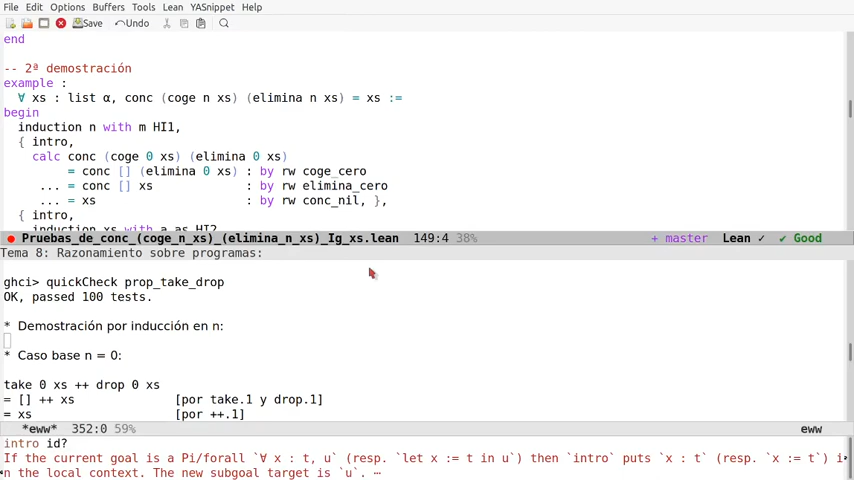 File Edit Options Buffers Tools Lean YASnippet Help
Save Undo
end
-- 2ª demostración
example :
∀ xs : list α, conc (coge n xs) (elimina n xs) = xs :=
begin
induction n with m HI1,
{ intro,
calc conc (coge 0 xs) (elimina 0 xs)
= conc [] (elimina 0 xs) : by rw coge_cero
... = conc [] xs : by rw elimina_cero
... = xs : by rw conc_nil, },
{ intro,
induction xs with a as HI2,
Pruebas_de_conc_(coge_n_xs)_(elimina_n_xs)_Ig_xs.lean 149:4 38% + master Lean ✓ ✔ Good
Tema 8: Razonamiento sobre programas:
ghci> quickCheck prop_take_drop
OK, passed 100 tests.
* Demostración por inducción en n:
* Caso base n = 0:
take 0 xs ++ drop 0 xs
= [] ++ xs [por take.1 y drop.1]
= xs [por ++.1]
*eww* 352:0 59% eww
intro id?
If the current goal is a Pi/forall `∀ x : t, u` (resp. `let x := t in u`) then `intro` puts `x : t` (resp. `x := t`) i
n the local context. The new subgoal target is `u`. ⋯